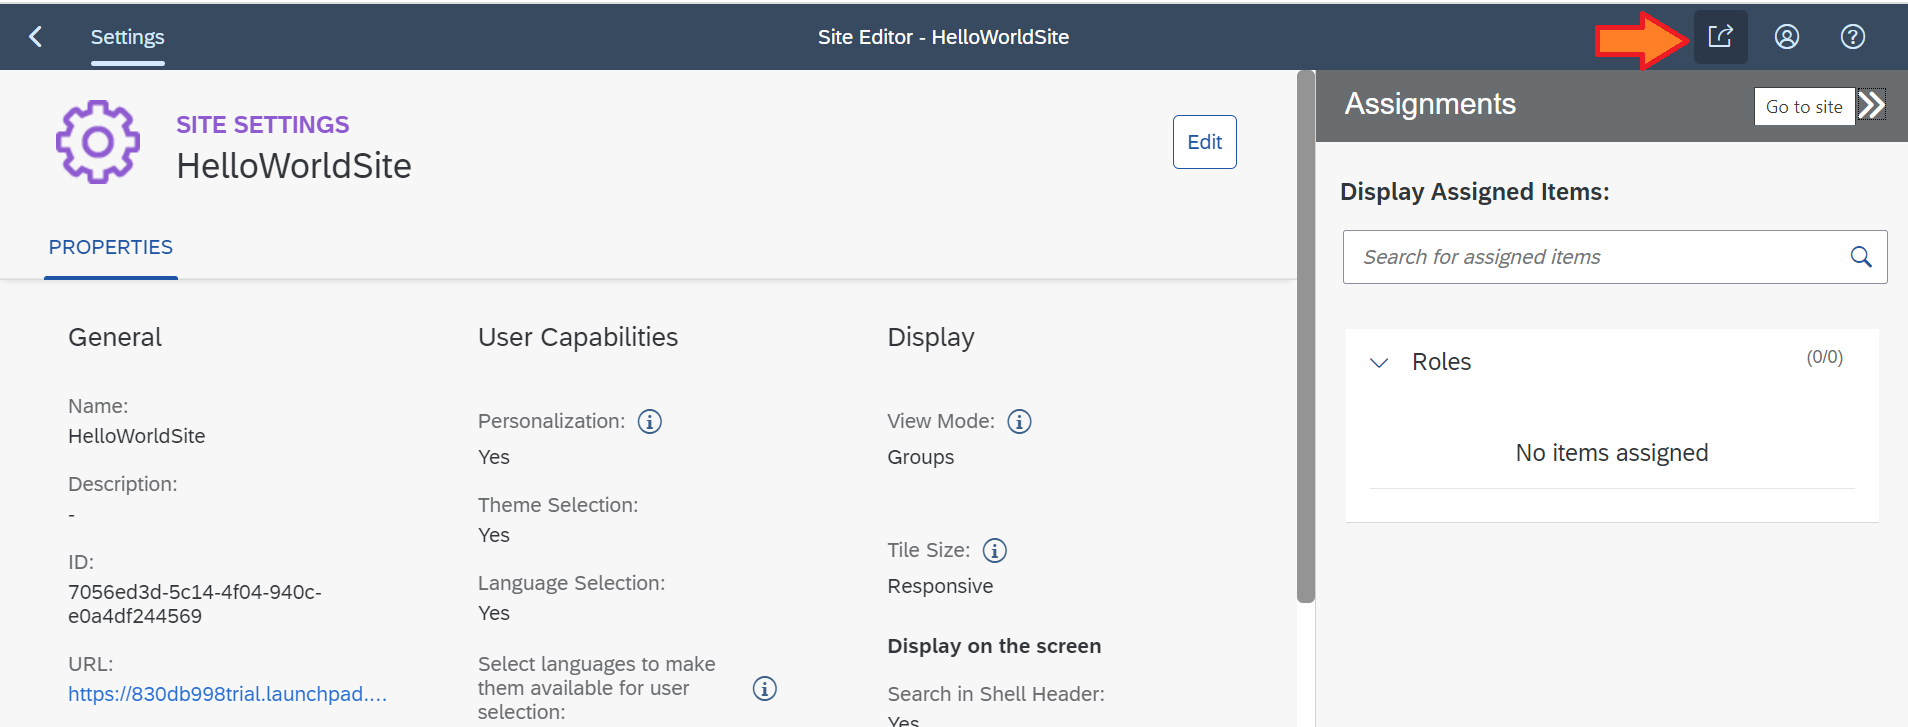 Settings
Site Editor - HelloWorldSite
SITE SETTINGS
HelloWorldSite
Edit
PROPERTIES
General
Name:
HelloWorldSite
Description:
-
ID:
7056ed3d-5c14-4f04-940c-
e0a4df244569
URL:
https://830db998trial.launchpad....
User Capabilities
Personalization:
Yes
Theme Selection:
Yes
Language Selection:
Yes
Select languages to make
them available for user
selection:
Display
View Mode:
Groups
Tile Size:
Responsive
Display on the screen
Search in Shell Header:
Yes
Assignments
Go to site
Display Assigned Items:
Search for assigned items
Roles
(0/0)
No items assigned